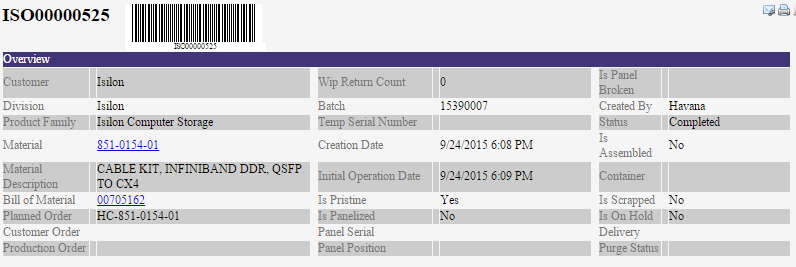 ISO00000525
ISO00000525
Overview
Customer Isilon Wip Return Count 0 Is Panel
Broken
Division Isilon Batch 15390007 Created By Havana
Product Family Isilon Computer Storage Temp Serial Number Status Completed
Material 851-0154-01 Creation Date 9/24/2015 6:08 PM Is
Assembled No
Material
Description CABLE KIT, INFINIBAND DDR, QSFP
TO CX4 Initial Operation Date 9/24/2015 6:09 PM Container
Bill of Material 00705162 Is Pristine Yes Is Scrapped No
Planned Order HC-851-0154-01 Is Panelized No Is On Hold No
Customer Order Panel Serial Delivery
Production Order Panel Position Purge Status